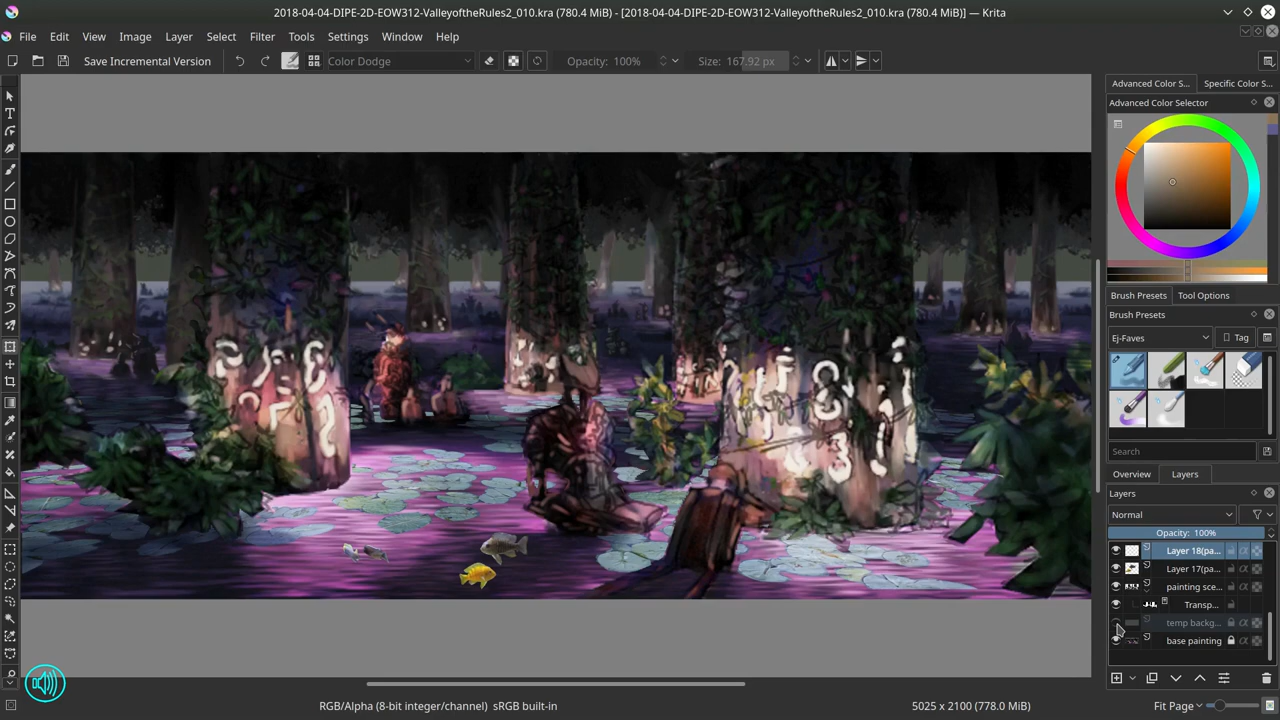 2018-04-04-DIPE-2D-EOW312-ValleyoftheRules2_010.kra (780.4 MiB) - [2018-04-04-DIPE-2D-EOW312-ValleyoftheRules2_010.kra (780.4 MiB)] — Krita
File Edit View Image Layer Select Filter Tools Settings Window Help
Save Incremental Version Color Dodge Opacity: 100% Size: 167.92 px
Advanced Color S... Specific Color S...
Advanced Color Selector
Brush Presets Tool Options
Brush Presets
Ej-Faves Tag
Search
Overview Layers
Layers
Normal
Opacity: 100%
Layer 18(pa...
Layer 17(pa...
painting sce...
Transp...
temp backg...
base painting
RGB/Alpha (8-bit integer/channel) sRGB built-in 5025 x 2100 (778.0 MiB) Fit Page